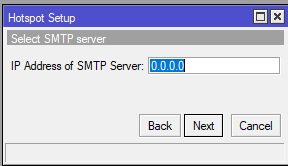 Hotspot Setup
Select SMTP server
IP Address of SMTP Server: 0.0.0.0
Back Next Cancel